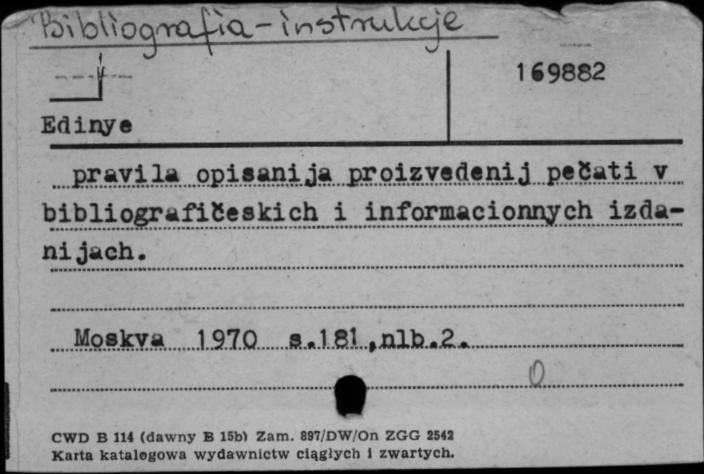 Bibliografia-instrukcje
169882
Edinye
pravila opisanija proizvedenij pečati v
bibliografičeskich i informacionnych izda-
nijach.
Moskva 1970 s.181,nlb.2.
CWD B 114 (dawny B 15b) Zam. 897/DW/On ZGG 2542
Karta katalogowa wydawnictw ciągłych i zwartych.